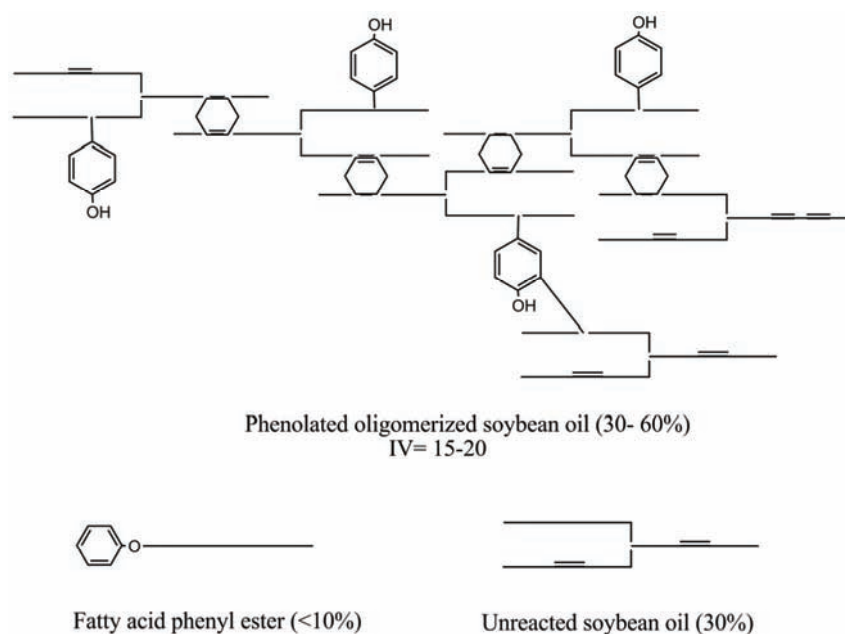 OH
OH
OH
OH
Phenolated oligomerized soybean oil (30- 60%)
IV= 15-20
O
Fatty acid phenyl ester (<10%)
Unreacted soybean oil (30%)